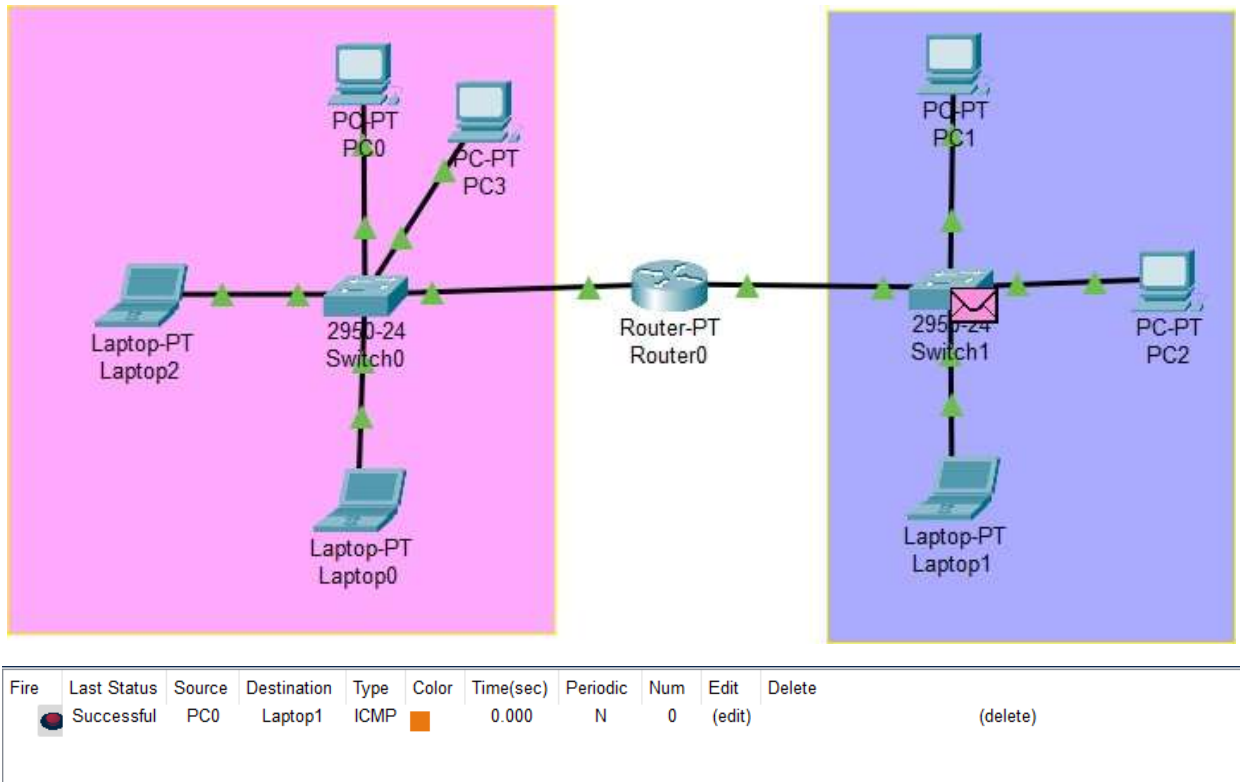 PC-PT
PC0
PC-PT
PC3
Laptop-PT
Laptop2
2950-24
Switch0
Laptop-PT
Laptop0
Router-PT
Router0
PC-PT
PC1
2950-24
Switch1
PC-PT
PC2
Laptop-PT
Laptop1
Fire Last Status Source Destination Type Color Time(sec) Periodic Num Edit Delete
Successful PC0 Laptop1 ICMP 0.000 N 0 (edit) (delete)